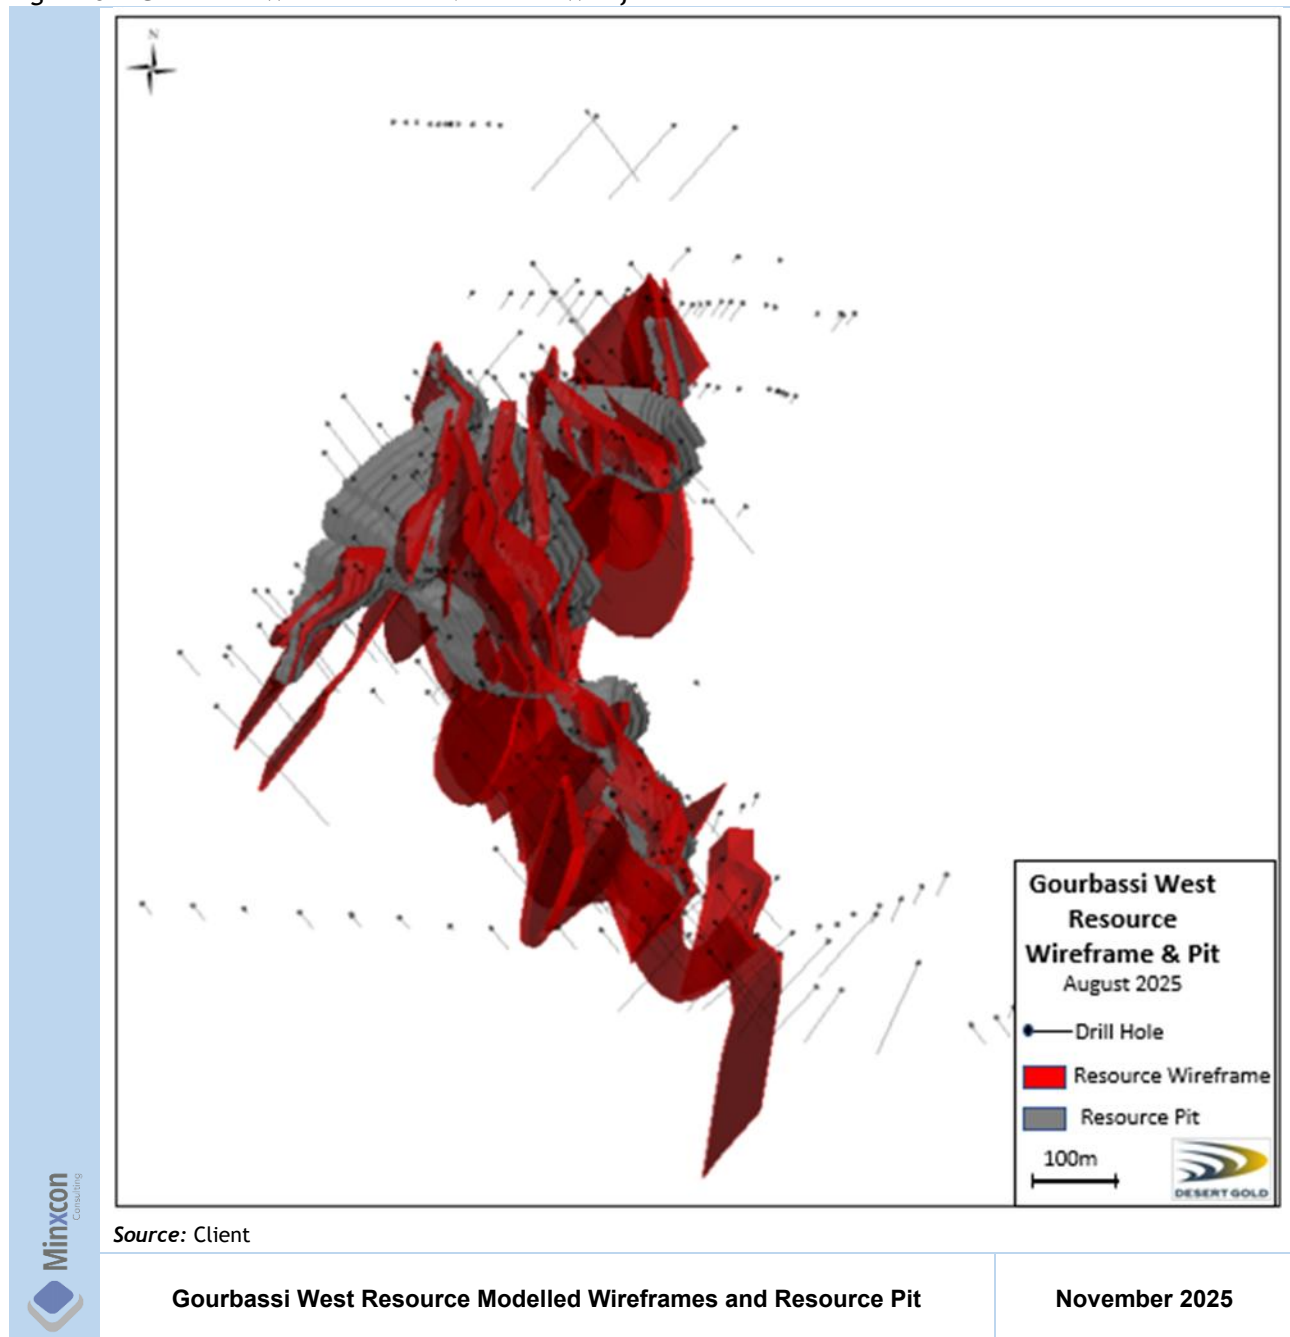 N
Gourbassi West
Resource
Wireframe & Pit
August 2025
Drill Hole
Resource Wireframe
Resource Pit
100m
DESERT GOLD
Source: Client
Minxcon
Consulting
Gourbassi West Resource Modelled Wireframes and Resource Pit
November 2025